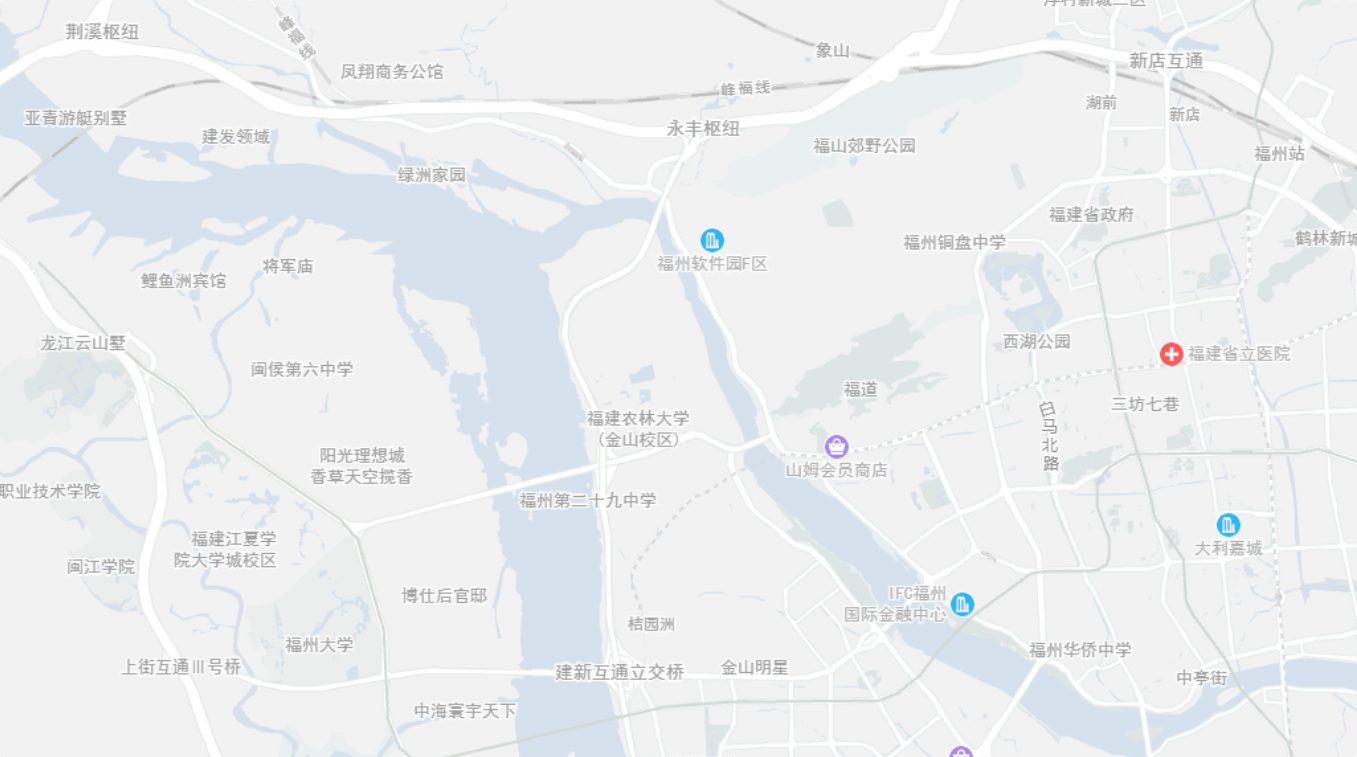 荆溪枢纽
峰福线
凤翔商务公馆
象山
新店互通
峰福线
湖前
新店
亚青游艇别墅
建发领域
永丰枢纽
福山郊野公园
福州站
绿洲家园
福建省政府
福州铜盘中学
鹤林新城
福州软件园F区
将军庙
鲤鱼洲宾馆
龙江云山墅
西湖公园
福建省立医院
闽侯第六中学
福道
三坊七巷
白马北路
福建农林大学
(金山校区)
阳光理想城
香草天空揽香
山姆会员商店
职业技术学院
福州第二十九中学
福建江夏学
院大学城校区
大利嘉城
闽江学院
博仕后官邸
IFC福州
国际金融中心
桔园洲
福州大学
福州华侨中学
上街互通Ⅲ号桥
建新互通立交桥
金山明星
中亭街
中海寰宇天下